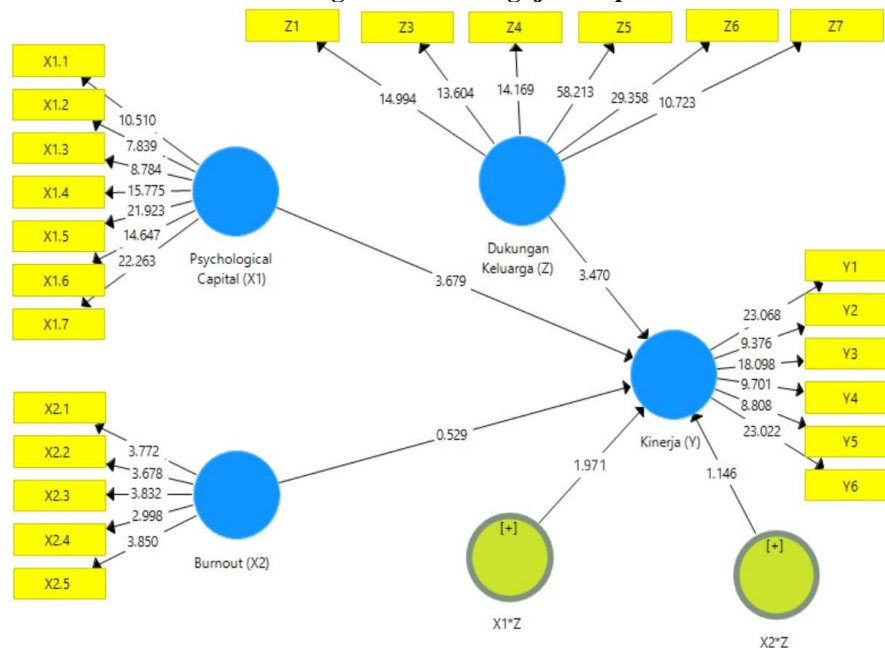 Z1
Z3
Z4
Z5
Z6
Z7
14.994
13.604
14.169
58.213
29.358
10.723
X1.1
X1.2
X1.3
X1.4
X1.5
X1.6
X1.7
10.510
7.839
8.784
15.775
21.923
14.647
22.263
Psychological
Capital (X1)
Dukungan
Keluarga (Z)
3.679
3.470
Y1
Y2
Y3
Y4
Y5
Y6
23.068
9.376
18.098
9.701
8.808
23.022
Kinerja (Y)
X2.1
X2.2
X2.3
X2.4
X2.5
3.772
3.678
3.832
2.998
3.850
Burnout (X2)
0.529
1.971
1.146
[+]
X1*Z
[+]
X2*Z